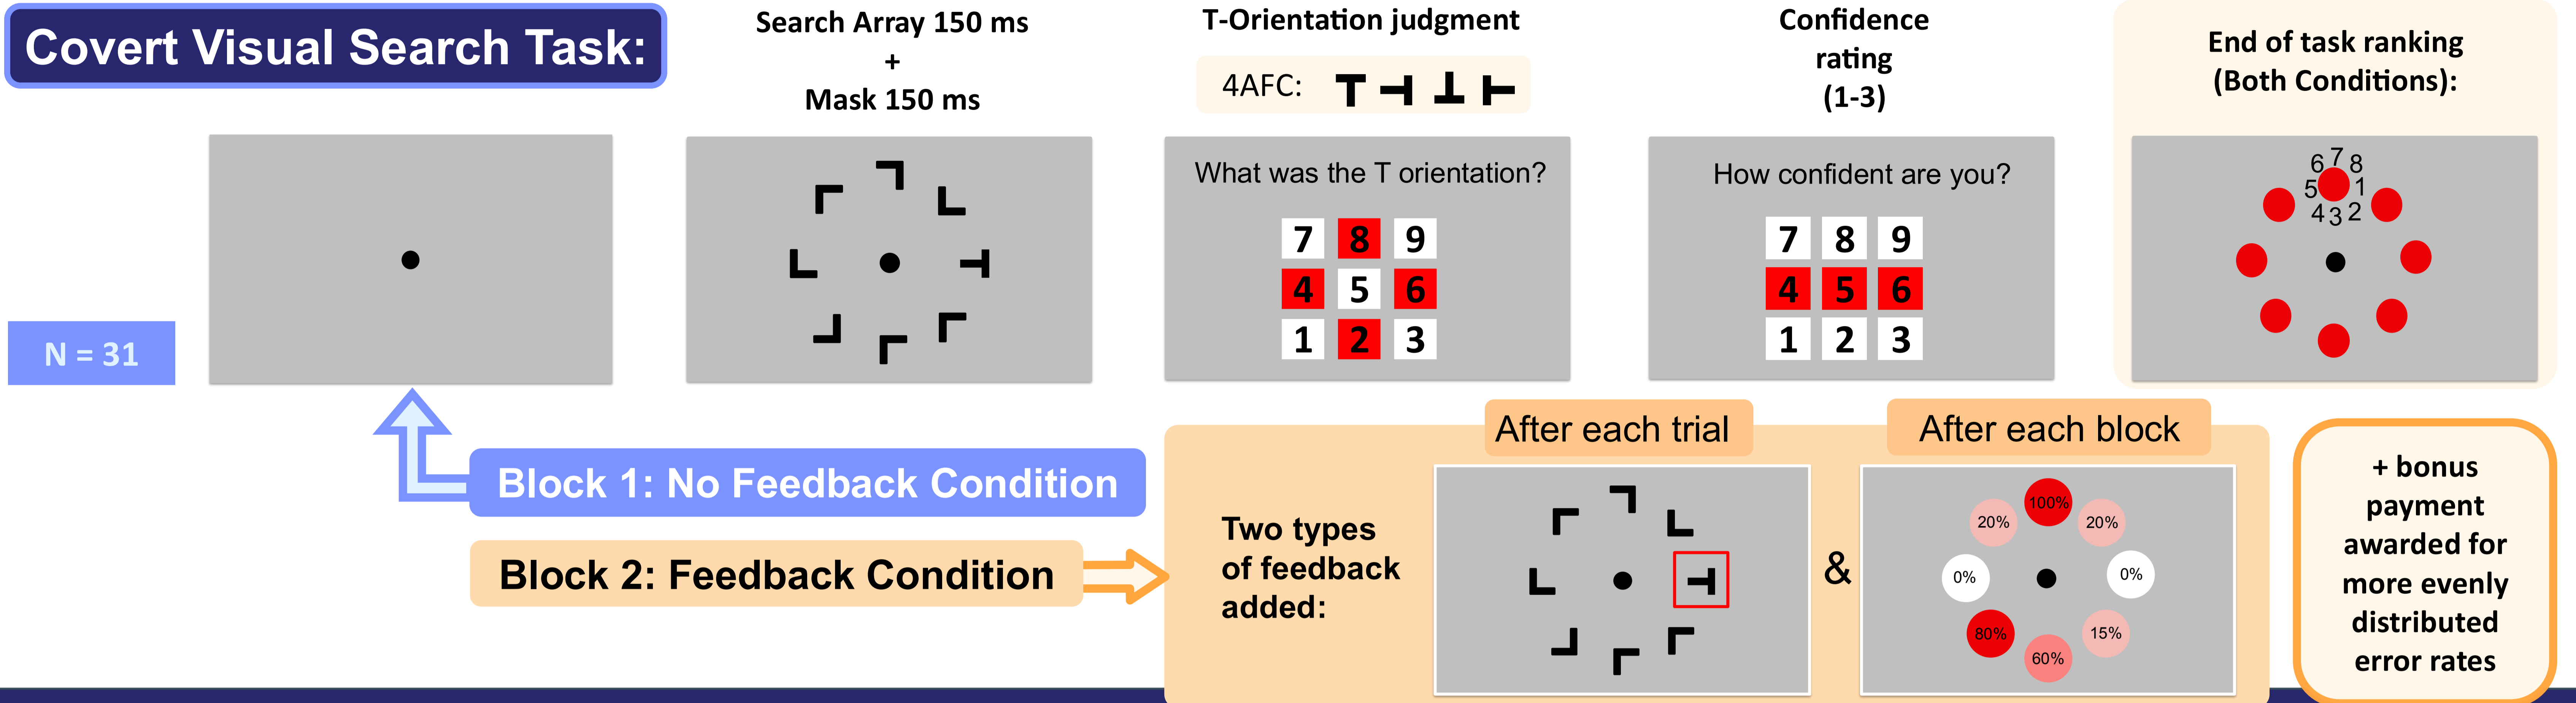 Covert Visual Search Task:
N = 31
Search Array 150 ms
+
Mask 150 ms
T-Orientation judgment
4AFC:
What was the T orientation?
7 8 9
4 5 6
1 2 3
Confidence
rating
(1-3)
How confident are you?
7 8 9
4 5 6
1 2 3
End of task ranking
(Both Conditions):
6 7 8
5 1
4 3 2
Block 1: No Feedback Condition
Block 2: Feedback Condition
Two types
of feedback
added:
After each trial
&
After each block
100%
20% 20%
0% 0%
80% 15%
60%
+ bonus
payment
awarded for
more evenly
distributed
error rates